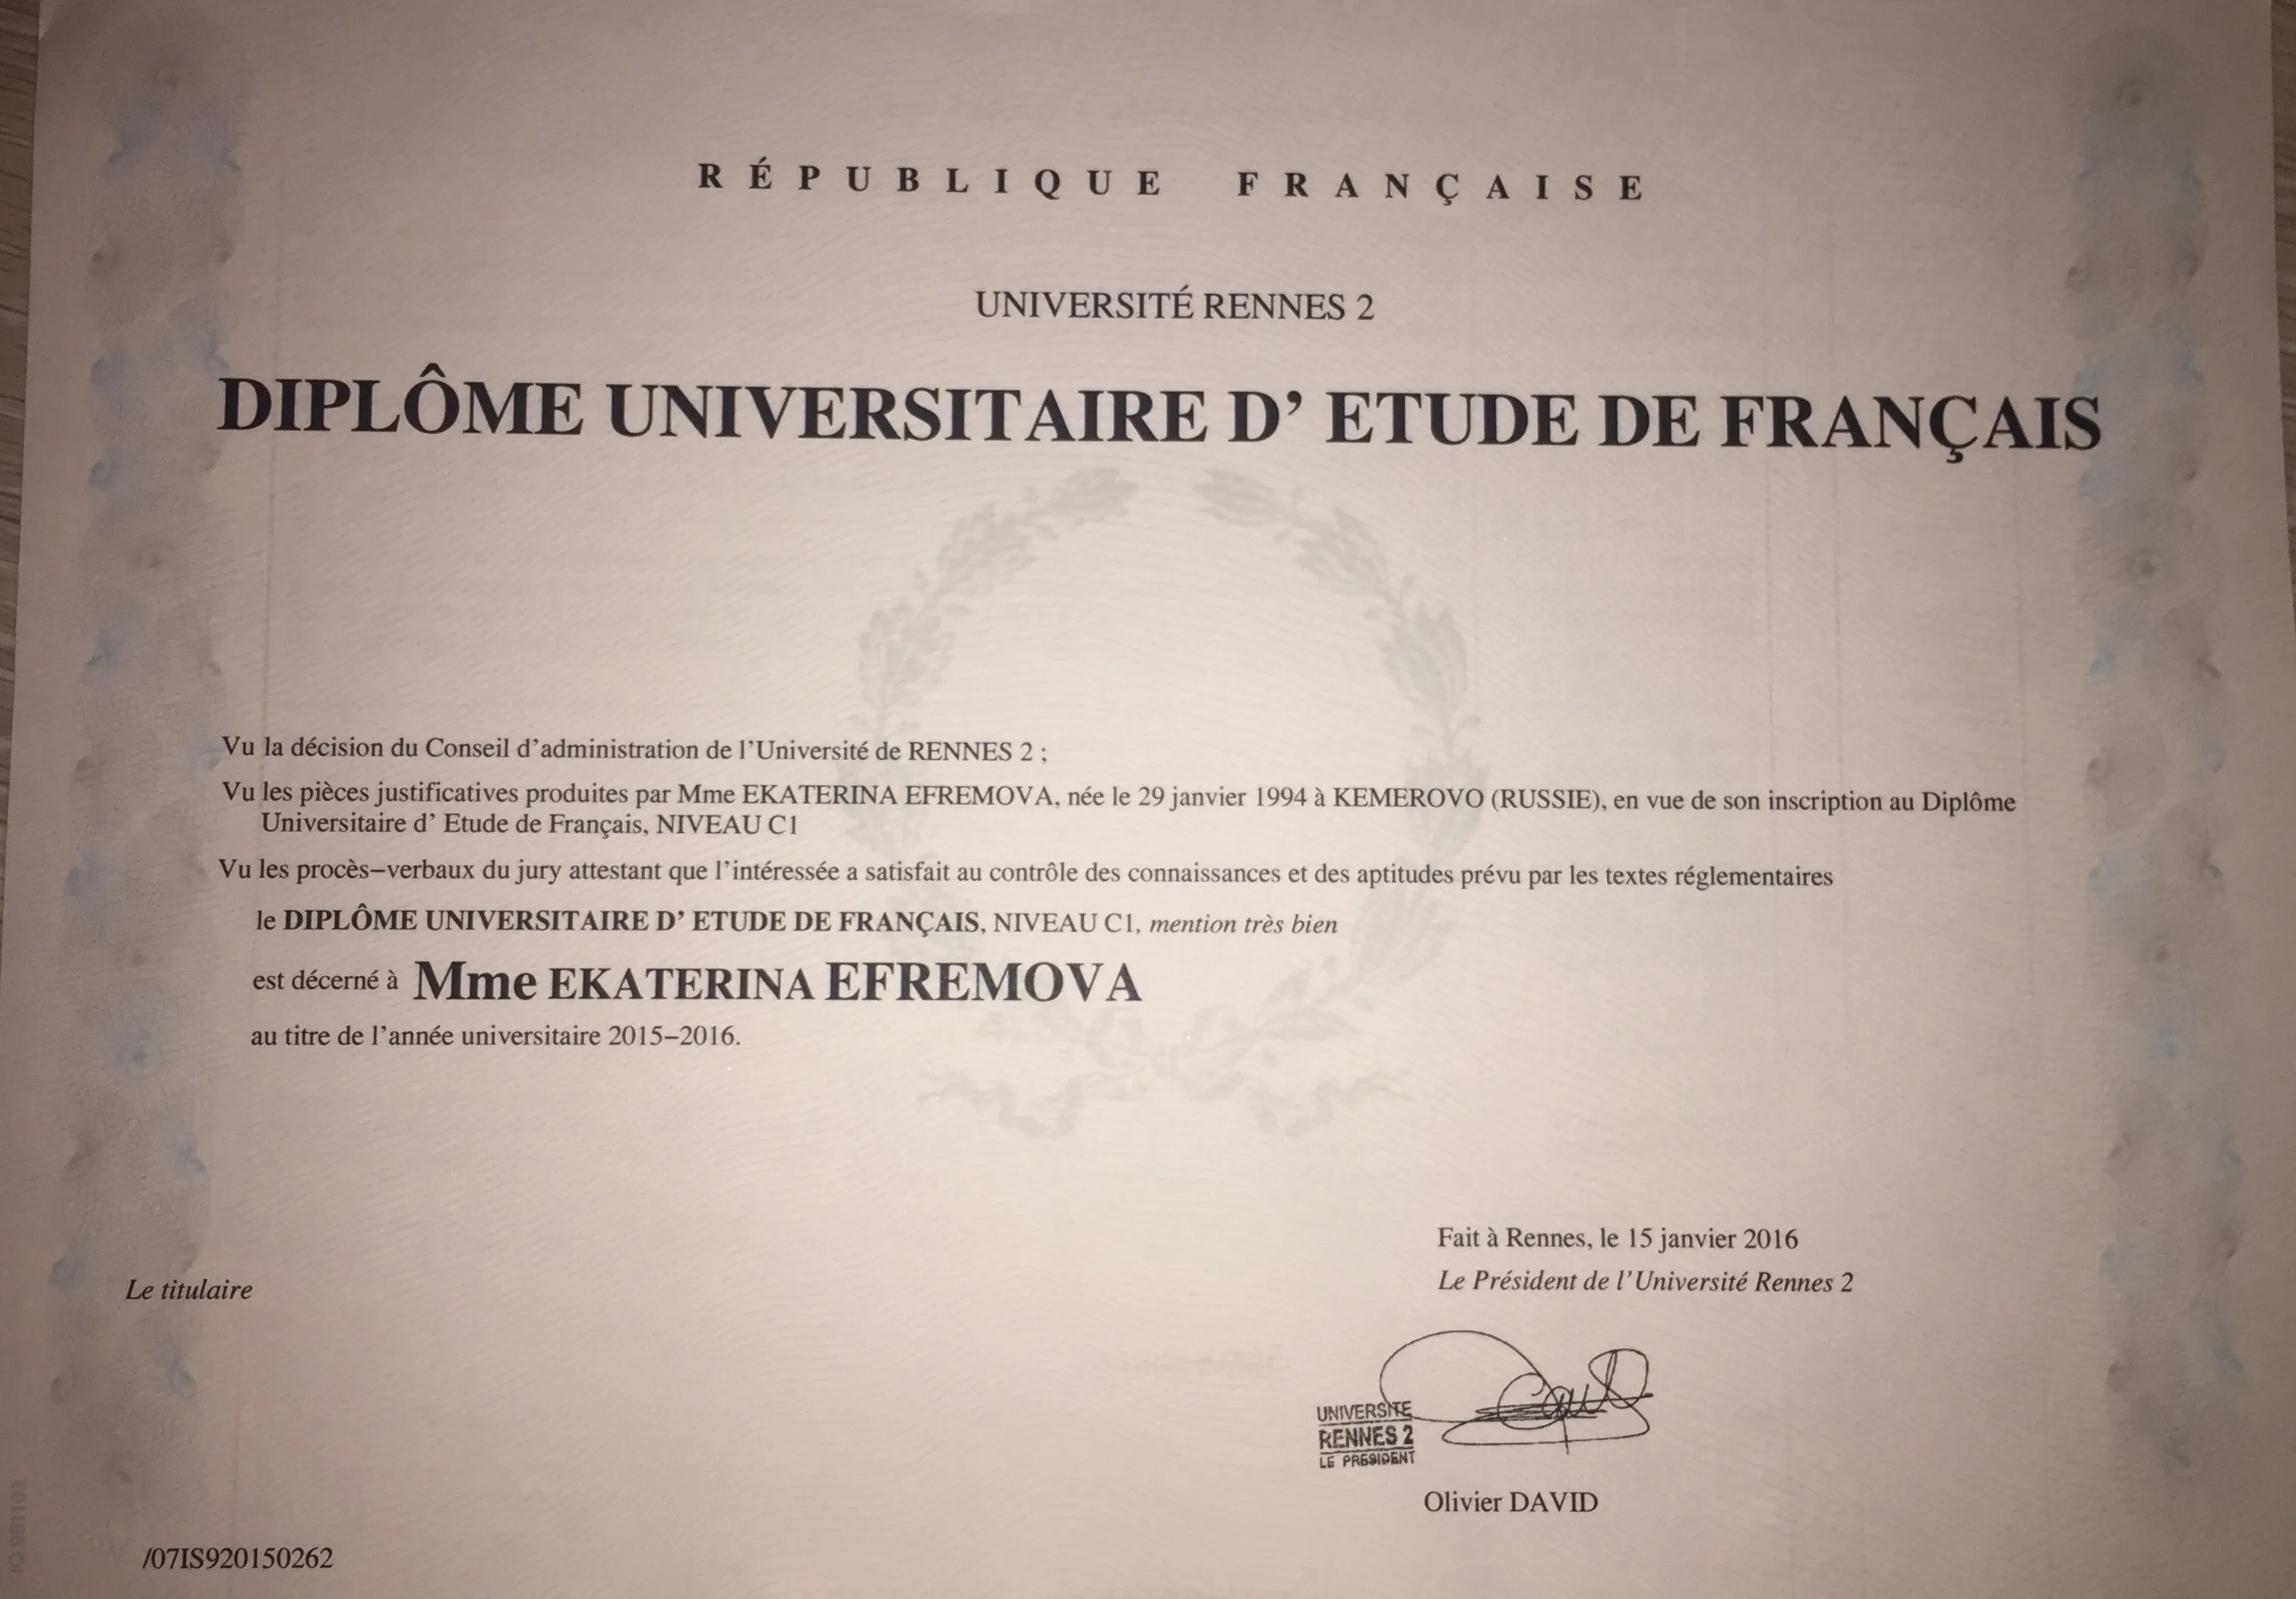 RÉPUBLIQUE FRANÇAISE
UNIVERSITÉ RENNES 2
DIPLÔME UNIVERSITAIRE D’ ETUDE DE FRANÇAIS
Vu la décision du Conseil d’administration de l’Université de RENNES 2 ;
Vu les pièces justificatives produites par Mme EKATERINA EFREMOVA, née le 29 janvier 1994 à KEMEROVO (RUSSIE), en vue de son inscription au Diplôme
Universitaire d’ Etude de Français, NIVEAU C1
Vu les procès–verbaux du jury attestant que l’intéressée a satisfait au contrôle des connaissances et des aptitudes prévu par les textes réglementaires
le DIPLÔME UNIVERSITAIRE D’ ETUDE DE FRANÇAIS, NIVEAU C1, mention très bien
est décerné à Mme EKATERINA EFREMOVA
au titre de l’année universitaire 2015–2016.
Fait à Rennes, le 15 janvier 2016
Le titulaire
Le Président de l’Université Rennes 2
UNIVERSITE
RENNES 2
LE PRESIDENT
Olivier DAVID
/07IS920150262